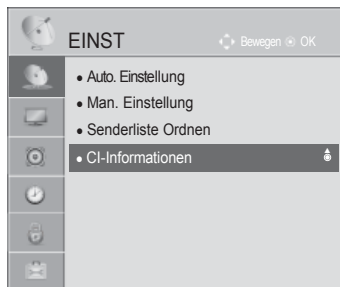 EINST
Bewegen OK
Auto. Einstellung
Man. Einstellung
Senderliste Ordnen
CI-Informationen